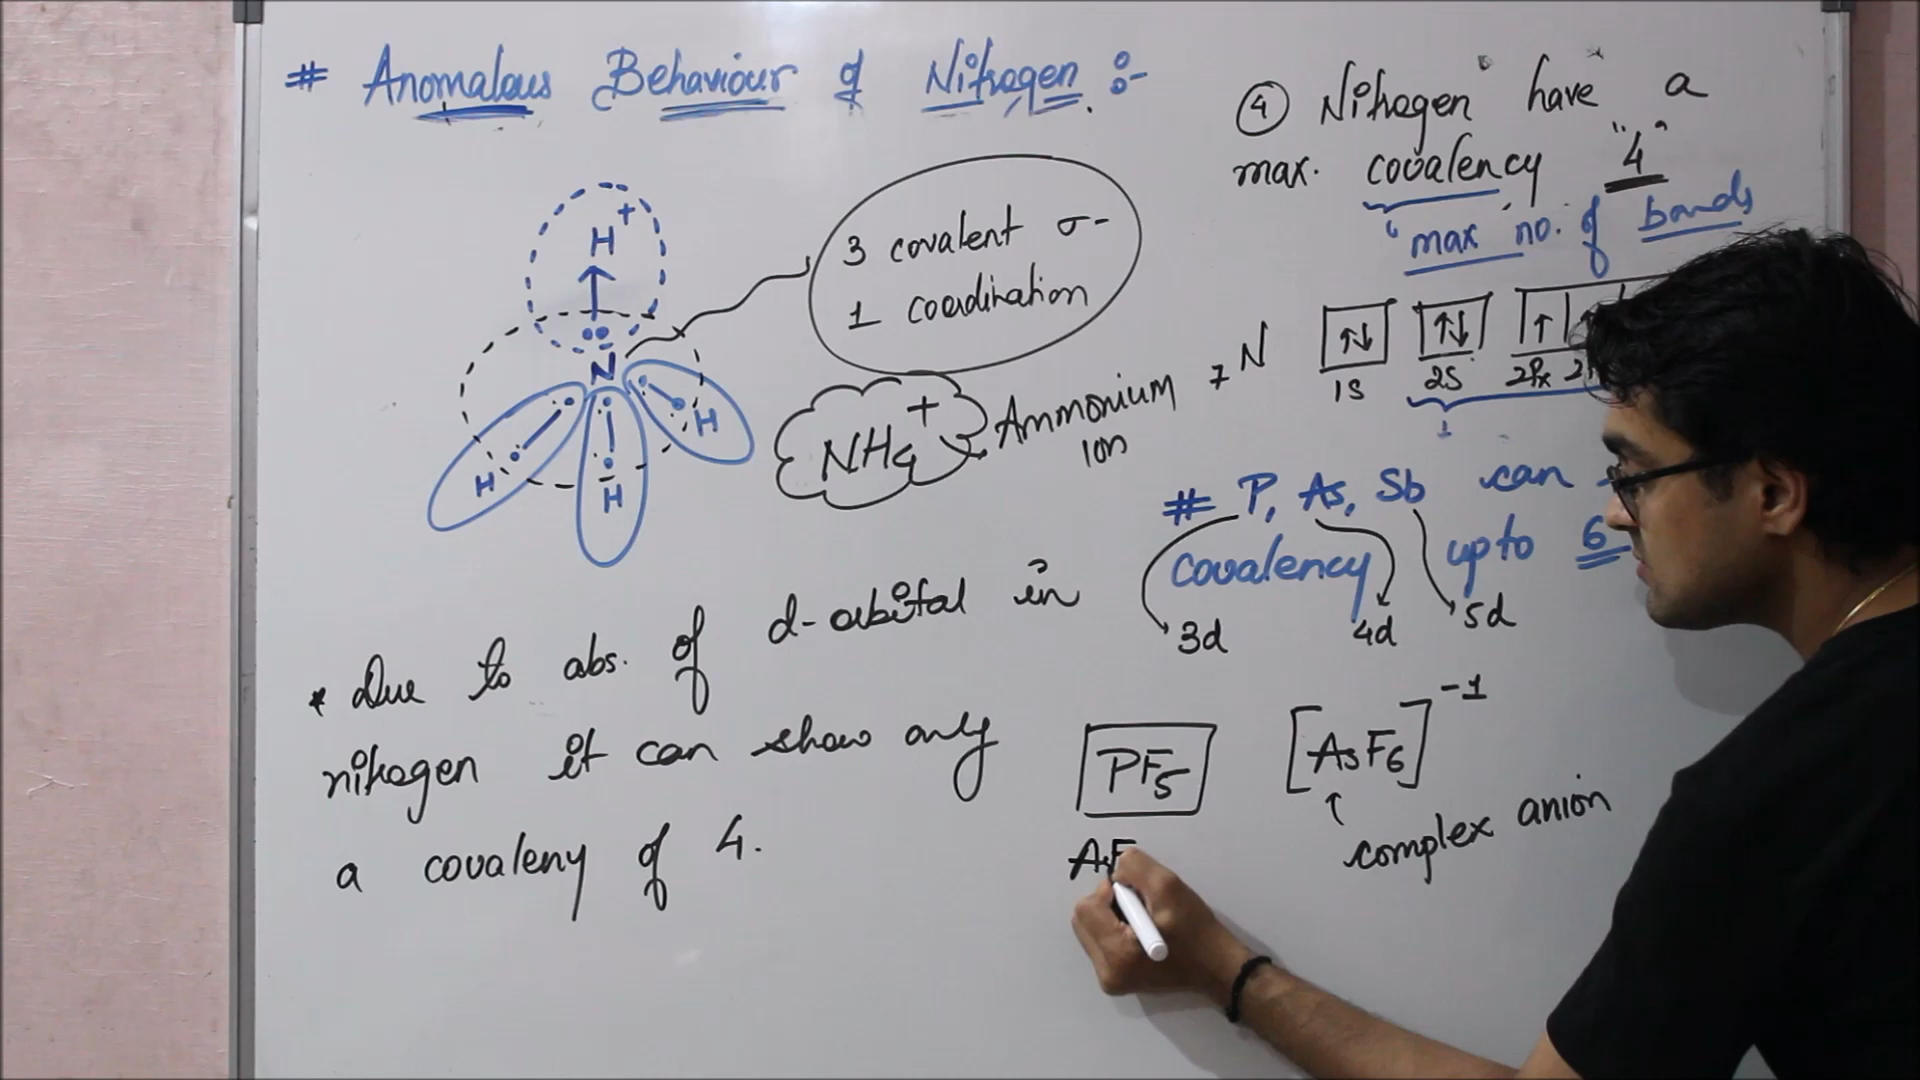 # Anomalous Behaviour of Nitrogen :-
H+
N
H
H
H
3 covalent σ-
1 coordination
NH4+
Ammonium
Ion
* Due to abs. of d-orbital in
nitrogen it can show only
a covaleny of 4.
④ Nitrogen "have" a
max. covalency "4"
max no. of bonds
7N
1s 2s 2Px
# P, As, Sb can
covalency upto 6
3d 4d 5d
PF5
[AsF6]-1
complex anion
AsF